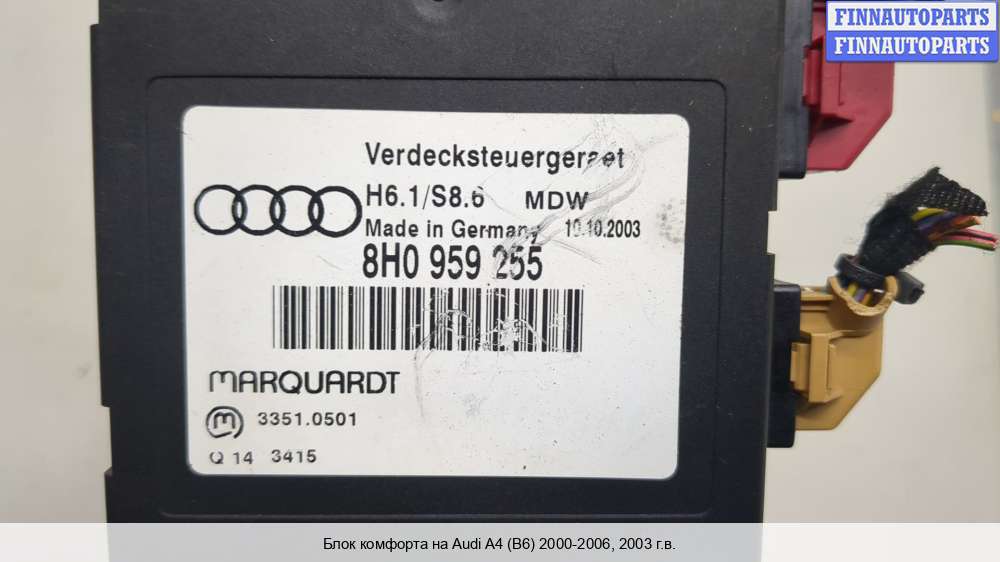 FINNAUTOPARTS
FINNAUTOPARTS
Verdecksteuergeraet
H6.1/S8.6 MDW
Made in Germany 10.10.2003
8H0 959 255
MARQUARDT
m 3351.0501
Q 14 3415
Блок комфорта на Audi A4 (B6) 2000-2006, 2003 г.в.